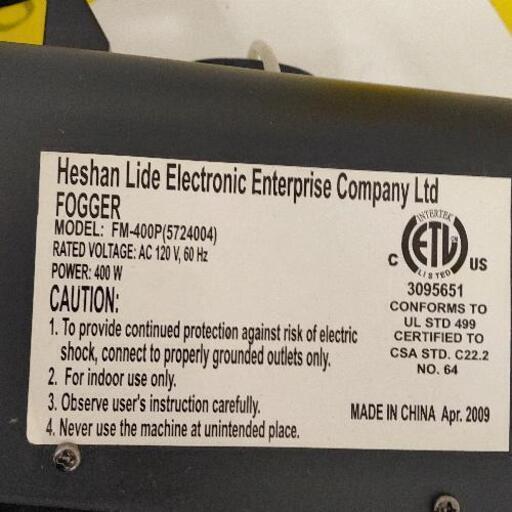 Heshan Lide Electronic Enterprise Company Ltd
FOGGER
MODEL: FM-400P(5724004)
RATED VOLTAGE: AC 120 V, 60 Hz
POWER: 400 W
CAUTION:
1. To provide continued protection against risk of electric
shock, connect to properly grounded outlets only.
2. For indoor use only.
3. Observe user's instruction carefully.
4. Never use the machine at unintended place.
INTERTEK
C ETL US
LISTED
3095651
CONFORMS TO
UL STD 499
CERTIFIED TO
CSA STD. C22.2
NO. 64
MADE IN CHINA Apr. 2009